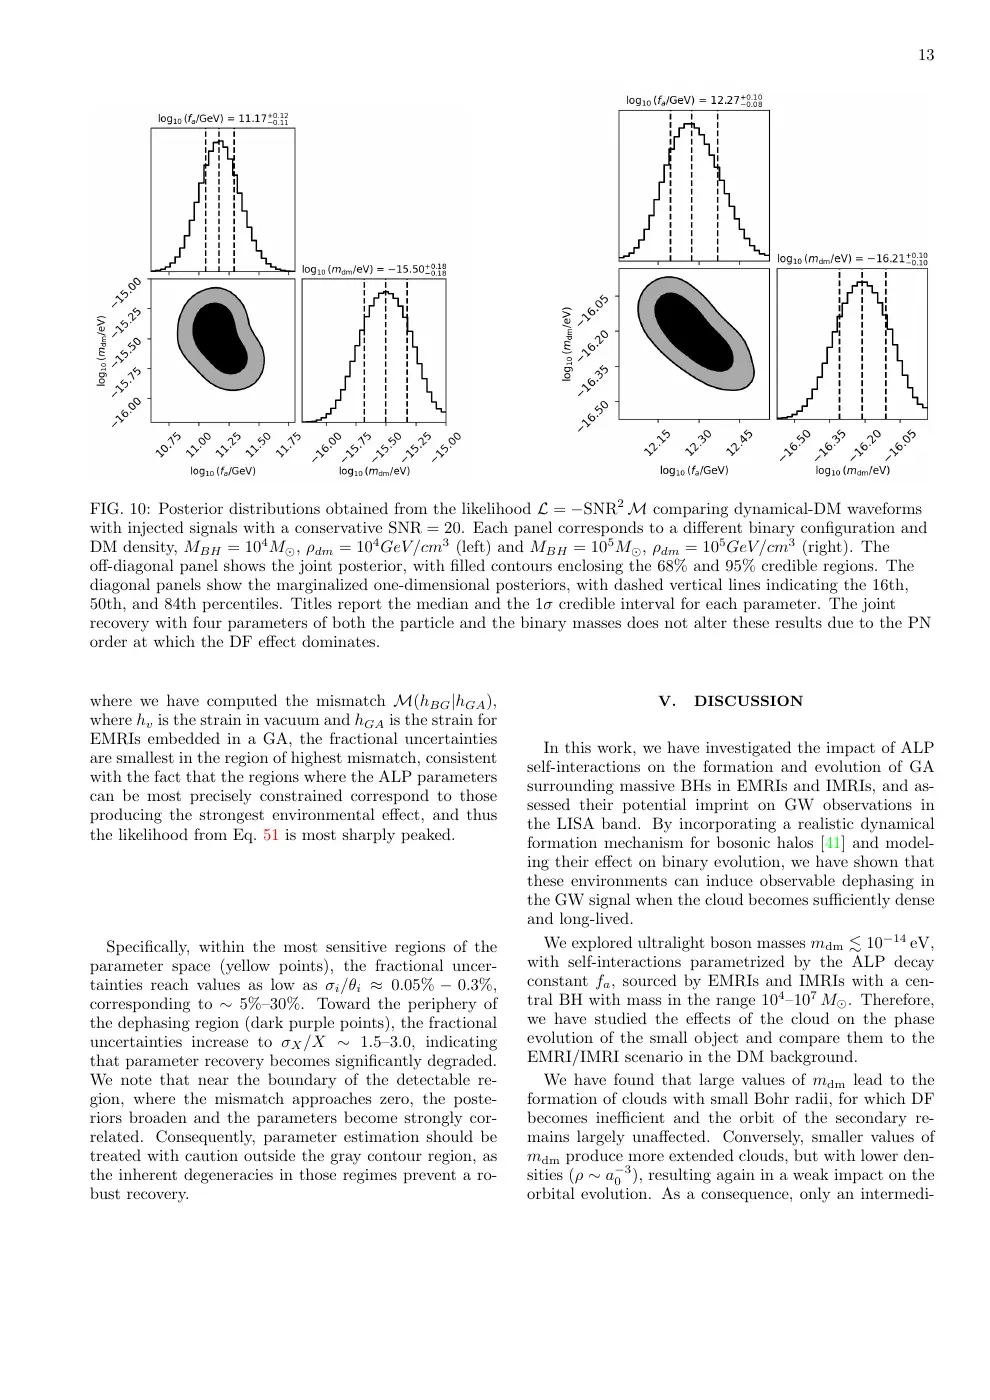 13
log₁₀ (fₐ/GeV) = 11.17⁺⁰·¹²₋₀.₁₁
log₁₀ (m_dm/eV) = −15.50⁺⁰·¹⁸₋₀.₁₈
log₁₀ (m_dm/eV)
−15.00
−15.25
−15.50
−15.75
−16.00
10.75 11.00 11.25 11.50 11.75
log₁₀ (fₐ/GeV)
−16.00 −15.75 −15.50 −15.25 −15.00
log₁₀ (m_dm/eV)
log₁₀ (fₐ/GeV) = 12.27⁺⁰·¹⁰₋₀.₀₈
log₁₀ (m_dm/eV) = −16.21⁺⁰·¹⁰₋₀.₁₀
log₁₀ (m_dm/eV)
−16.05
−16.20
−16.35
−16.50
12.15 12.30 12.45
log₁₀ (fₐ/GeV)
−16.50 −16.35 −16.20 −16.05
log₁₀ (m_dm/eV)
FIG. 10: Posterior distributions obtained from the likelihood ℒ = −SNR² ℳ comparing dynamical-DM waveforms
with injected signals with a conservative SNR = 20. Each panel corresponds to a different binary configuration and
DM density, M_BH = 10⁴M⊙, ρ_dm = 10⁴GeV/cm³ (left) and M_BH = 10⁵M⊙, ρ_dm = 10⁵GeV/cm³ (right). The
off-diagonal panel shows the joint posterior, with filled contours enclosing the 68% and 95% credible regions. The
diagonal panels show the marginalized one-dimensional posteriors, with dashed vertical lines indicating the 16th,
50th, and 84th percentiles. Titles report the median and the 1σ credible interval for each parameter. The joint
recovery with four parameters of both the particle and the binary masses does not alter these results due to the PN
order at which the DF effect dominates.
where we have computed the mismatch ℳ(h_BG|h_GA),
where h_v is the strain in vacuum and h_GA is the strain for
EMRIs embedded in a GA, the fractional uncertainties
are smallest in the region of highest mismatch, consistent
with the fact that the regions where the ALP parameters
can be most precisely constrained correspond to those
producing the strongest environmental effect, and thus
the likelihood from Eq. 51 is most sharply peaked.
Specifically, within the most sensitive regions of the
parameter space (yellow points), the fractional uncer-
tainties reach values as low as σᵢ/θᵢ ≈ 0.05% − 0.3%,
corresponding to ∼ 5%–30%. Toward the periphery of
the dephasing region (dark purple points), the fractional
uncertainties increase to σ_X/X ∼ 1.5–3.0, indicating
that parameter recovery becomes significantly degraded.
We note that near the boundary of the detectable re-
gion, where the mismatch approaches zero, the poste-
riors broaden and the parameters become strongly cor-
related. Consequently, parameter estimation should be
treated with caution outside the gray contour region, as
the inherent degeneracies in those regimes prevent a ro-
bust recovery.
V. DISCUSSION
In this work, we have investigated the impact of ALP
self-interactions on the formation and evolution of GA
surrounding massive BHs in EMRIs and IMRIs, and as-
sessed their potential imprint on GW observations in
the LISA band. By incorporating a realistic dynamical
formation mechanism for bosonic halos [41] and model-
ing their effect on binary evolution, we have shown that
these environments can induce observable dephasing in
the GW signal when the cloud becomes sufficiently dense
and long-lived.
We explored ultralight boson masses m_dm ≲ 10⁻¹⁴ eV,
with self-interactions parametrized by the ALP decay
constant fₐ, sourced by EMRIs and IMRIs with a cen-
tral BH with mass in the range 10⁴–10⁷ M⊙. Therefore,
we have studied the effects of the cloud on the phase
evolution of the small object and compare them to the
EMRI/IMRI scenario in the DM background.
We have found that large values of m_dm lead to the
formation of clouds with small Bohr radii, for which DF
becomes inefficient and the orbit of the secondary re-
mains largely unaffected. Conversely, smaller values of
m_dm produce more extended clouds, but with lower den-
sities (ρ ∼ a₀⁻³), resulting again in a weak impact on the
orbital evolution. As a consequence, only an intermedi-